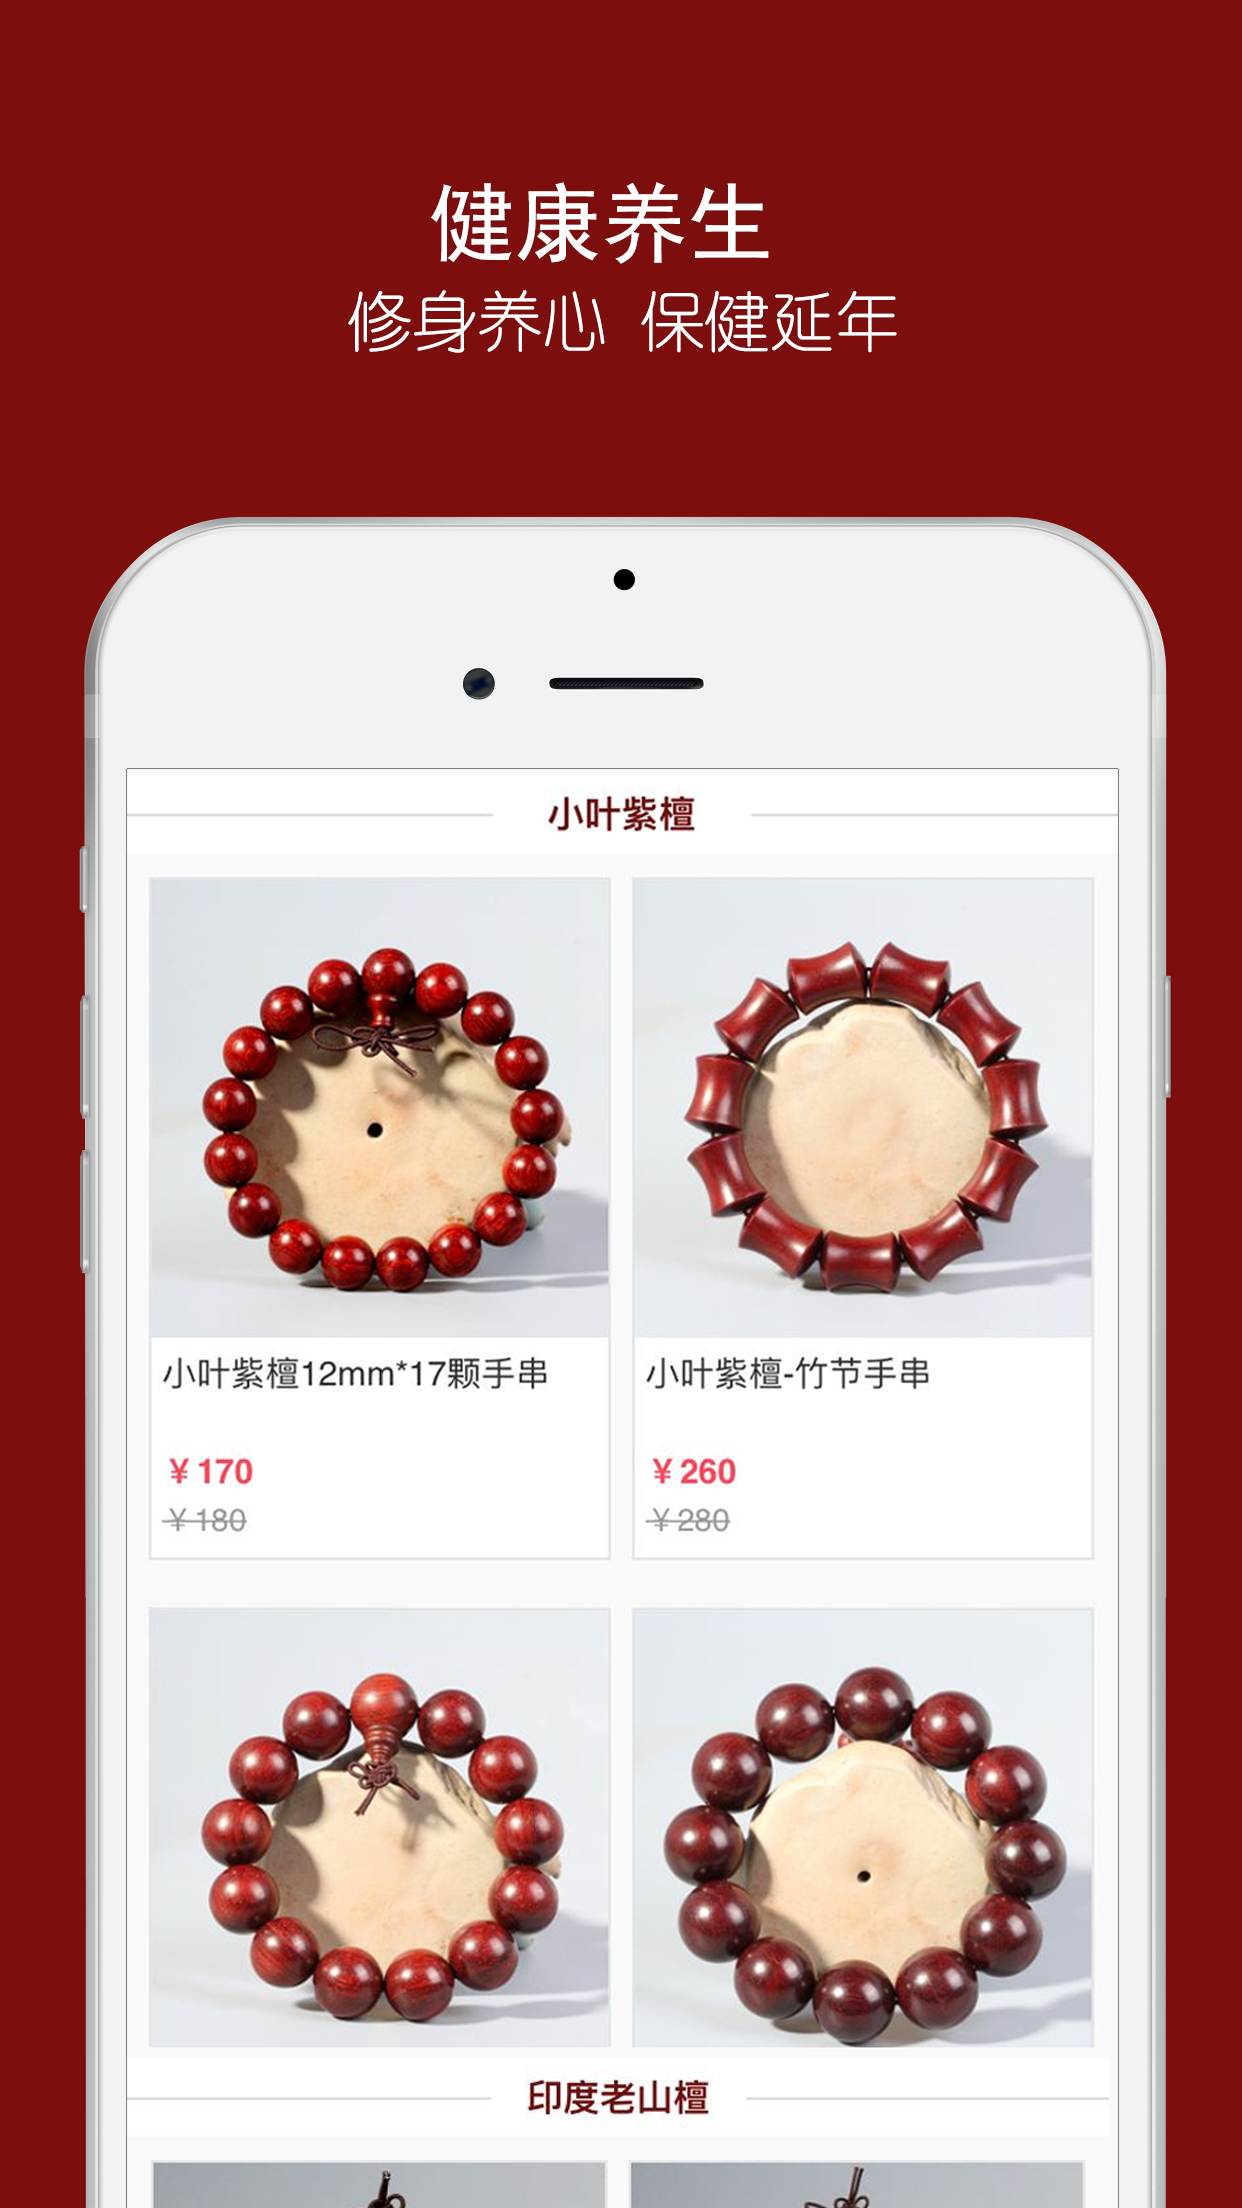 健康养生
修身养心 保健延年
小叶紫檀
小叶紫檀12mm*17颗手串
小叶紫檀-竹节手串
¥ 170
¥ 260
¥ 180
¥ 280
印度老山檀